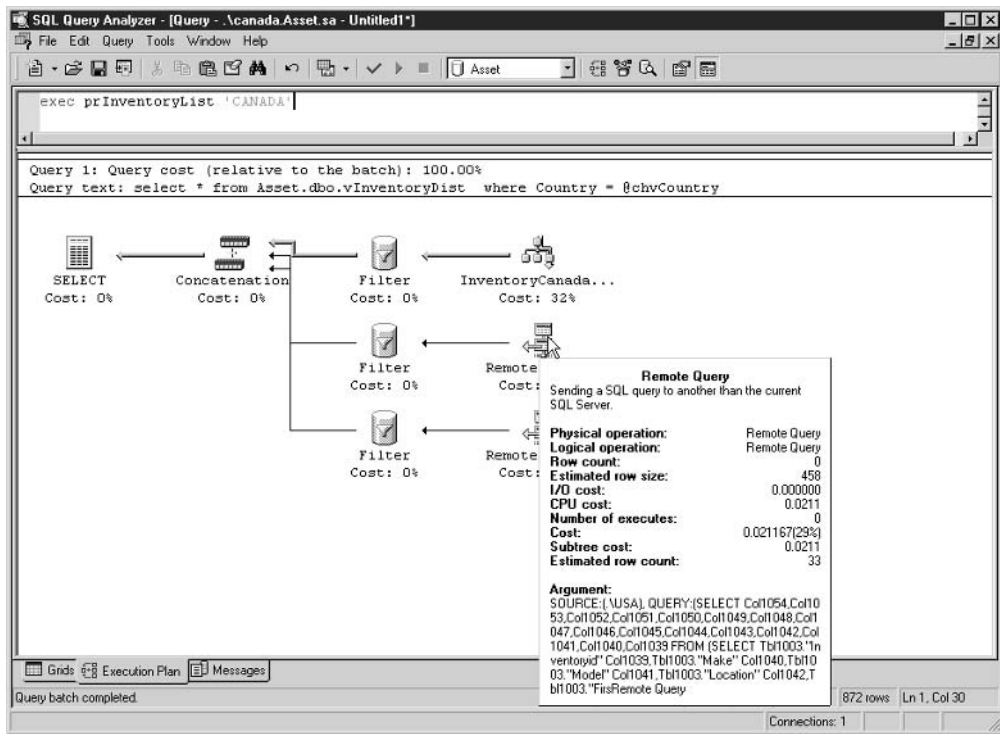 SQL Query Analyzer - [Query - .\canada.Asset.sa - Untitled1*]
File Edit Query Tools Window Help
Asset
exec prInventoryList 'CANADA'
Query 1: Query cost (relative to the batch): 100.00%
Query text: select * from Asset.dbo.vInventoryDist where Country = @chvCountry
SELECT
Cost: 0%
Concatenation
Cost: 0%
Filter
Cost: 0%
InventoryCanada...
Cost: 32%
Filter
Cost: 0%
Remote
Cost:
Filter
Cost: 0%
Remote
Cost:
Remote Query
Sending a SQL query to another than the current
SQL Server.
Physical operation: Remote Query
Logical operation: Remote Query
Row count: 0
Estimated row size: 458
I/O cost: 0.000000
CPU cost: 0.0211
Number of executes: 0
Cost: 0.021167(29%)
Subtree cost: 0.0211
Estimated row count: 33
Argument:
SOURCE:(.\USA), QUERY:(SELECT Col1054,Col10
53,Col1052,Col1051,Col1050,Col1049,Col1048,Col1
047,Col1046,Col1045,Col1044,Col1043,Col1042,Col
1041,Col1040,Col1039 FROM (SELECT Tbl1003."In
ventoryid" Col1039,Tbl1003."Make" Col1040,Tbl10
03."Model" Col1041,Tbl1003."Location" Col1042,T
bl1003."FirsRemote Query
Grids Execution Plan Messages
Query batch completed.
872 rows Ln 1, Col 30
Connections: 1